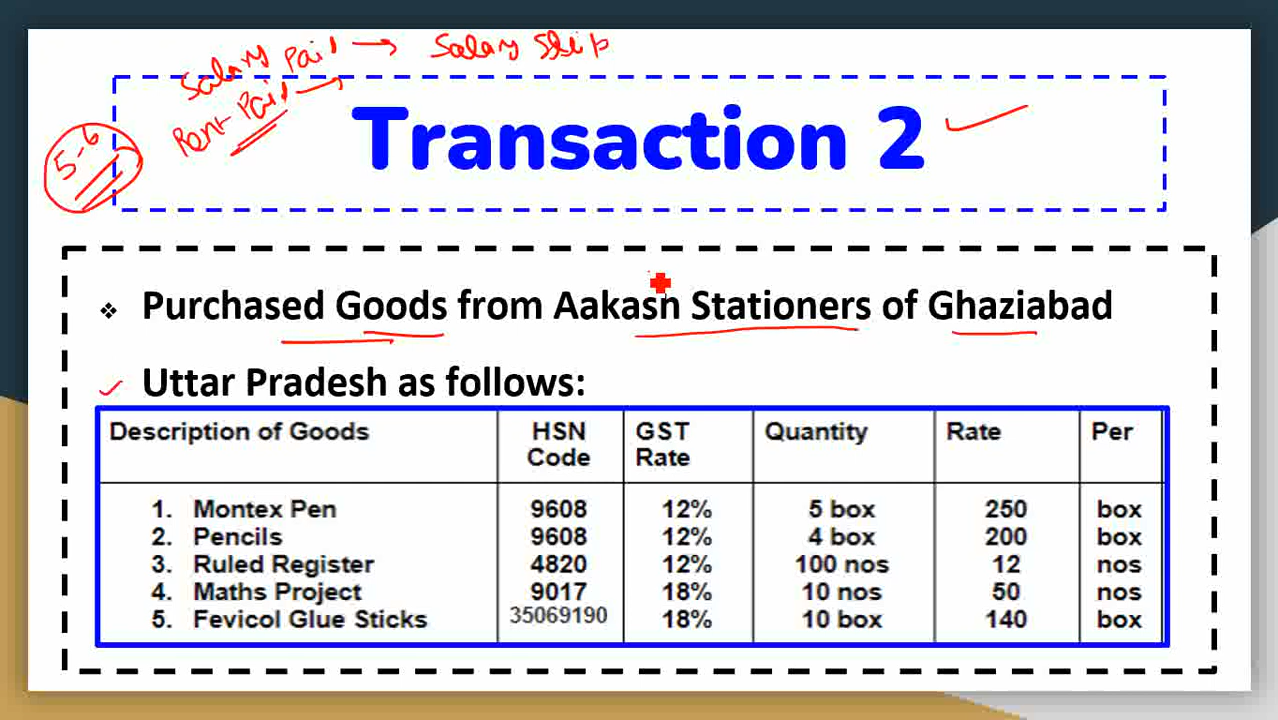 Salary Paid → Salary Slip
Rent Paid →
5-6
Transaction 2
❖ Purchased Goods from Aakash Stationers of Ghaziabad
Uttar Pradesh as follows:
Description of Goods HSN Code GST Rate Quantity Rate Per
1. Montex Pen 9608 12% 5 box 250 box
2. Pencils 9608 12% 4 box 200 box
3. Ruled Register 4820 12% 100 nos 12 nos
4. Maths Project 9017 18% 10 nos 50 nos
5. Fevicol Glue Sticks 35069190 18% 10 box 140 box